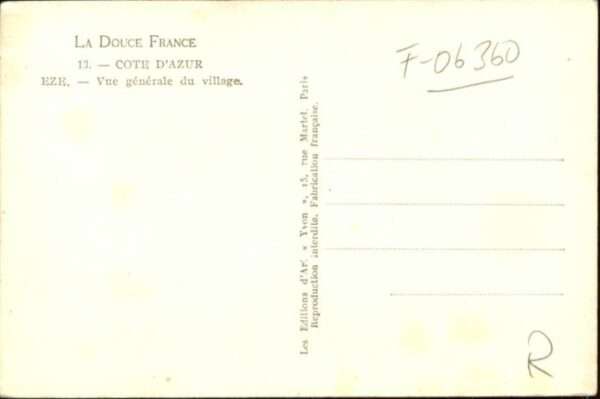 LA DOUCE FRANCE
13. — COTE D'AZUR
EZE. — Vue générale du village.
F-06360
Les Editions d'Art « Yvon », 15, rue Martel, Paris
Reproduction interdite. Fabrication française.
R